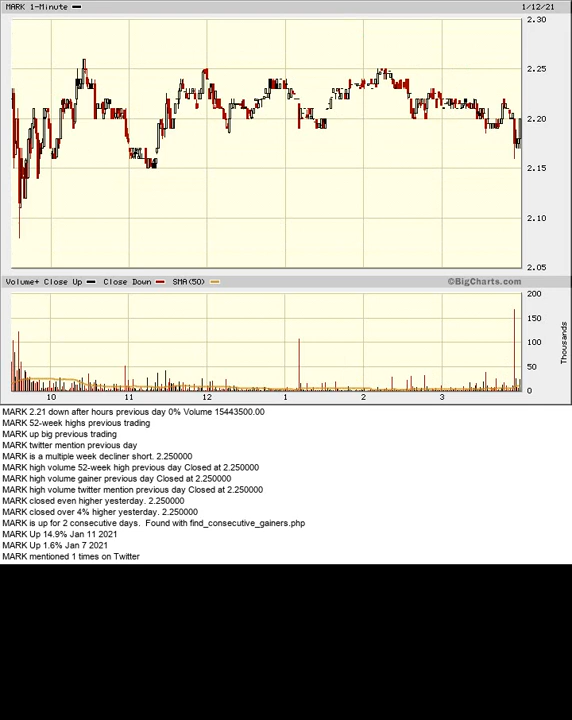 MARK 1-Minute 1/12/21
2.30
2.25
2.20
2.15
2.10
2.05
Volume+ Close Up Close Down SMA(50) ©BigCharts.com
200
150
100
50
0
Thousands
10 11 12 1 2 3
MARK 2.21 down after hours previous day 0% Volume 15443500.00
MARK 52-week highs previous trading
MARK up big previous trading
MARK twitter mention previous day
MARK is a multiple week decliner short. 2.250000
MARK high volume 52-week high previous day Closed at 2.250000
MARK high volume gainer previous day Closed at 2.250000
MARK high volume twitter mention previous day Closed at 2.250000
MARK closed even higher yesterday. 2.250000
MARK closed over 4% higher yesterday. 2.250000
MARK is up for 2 consecutive days. Found with find_consecutive_gainers.php
MARK Up 14.9% Jan 11 2021
MARK Up 1.6% Jan 7 2021
MARK mentioned 1 times on Twitter